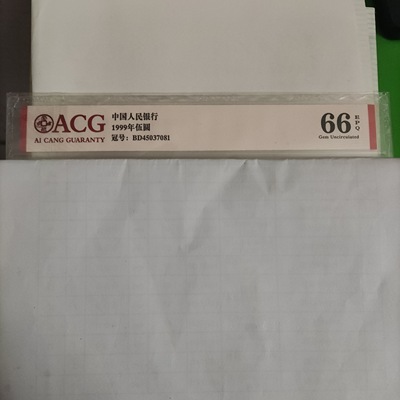 ACG
AI CANG GUARANTY
中国人民银行
1999年伍圆
冠号: BD45037081
66
EPQ
Gem Uncirculated